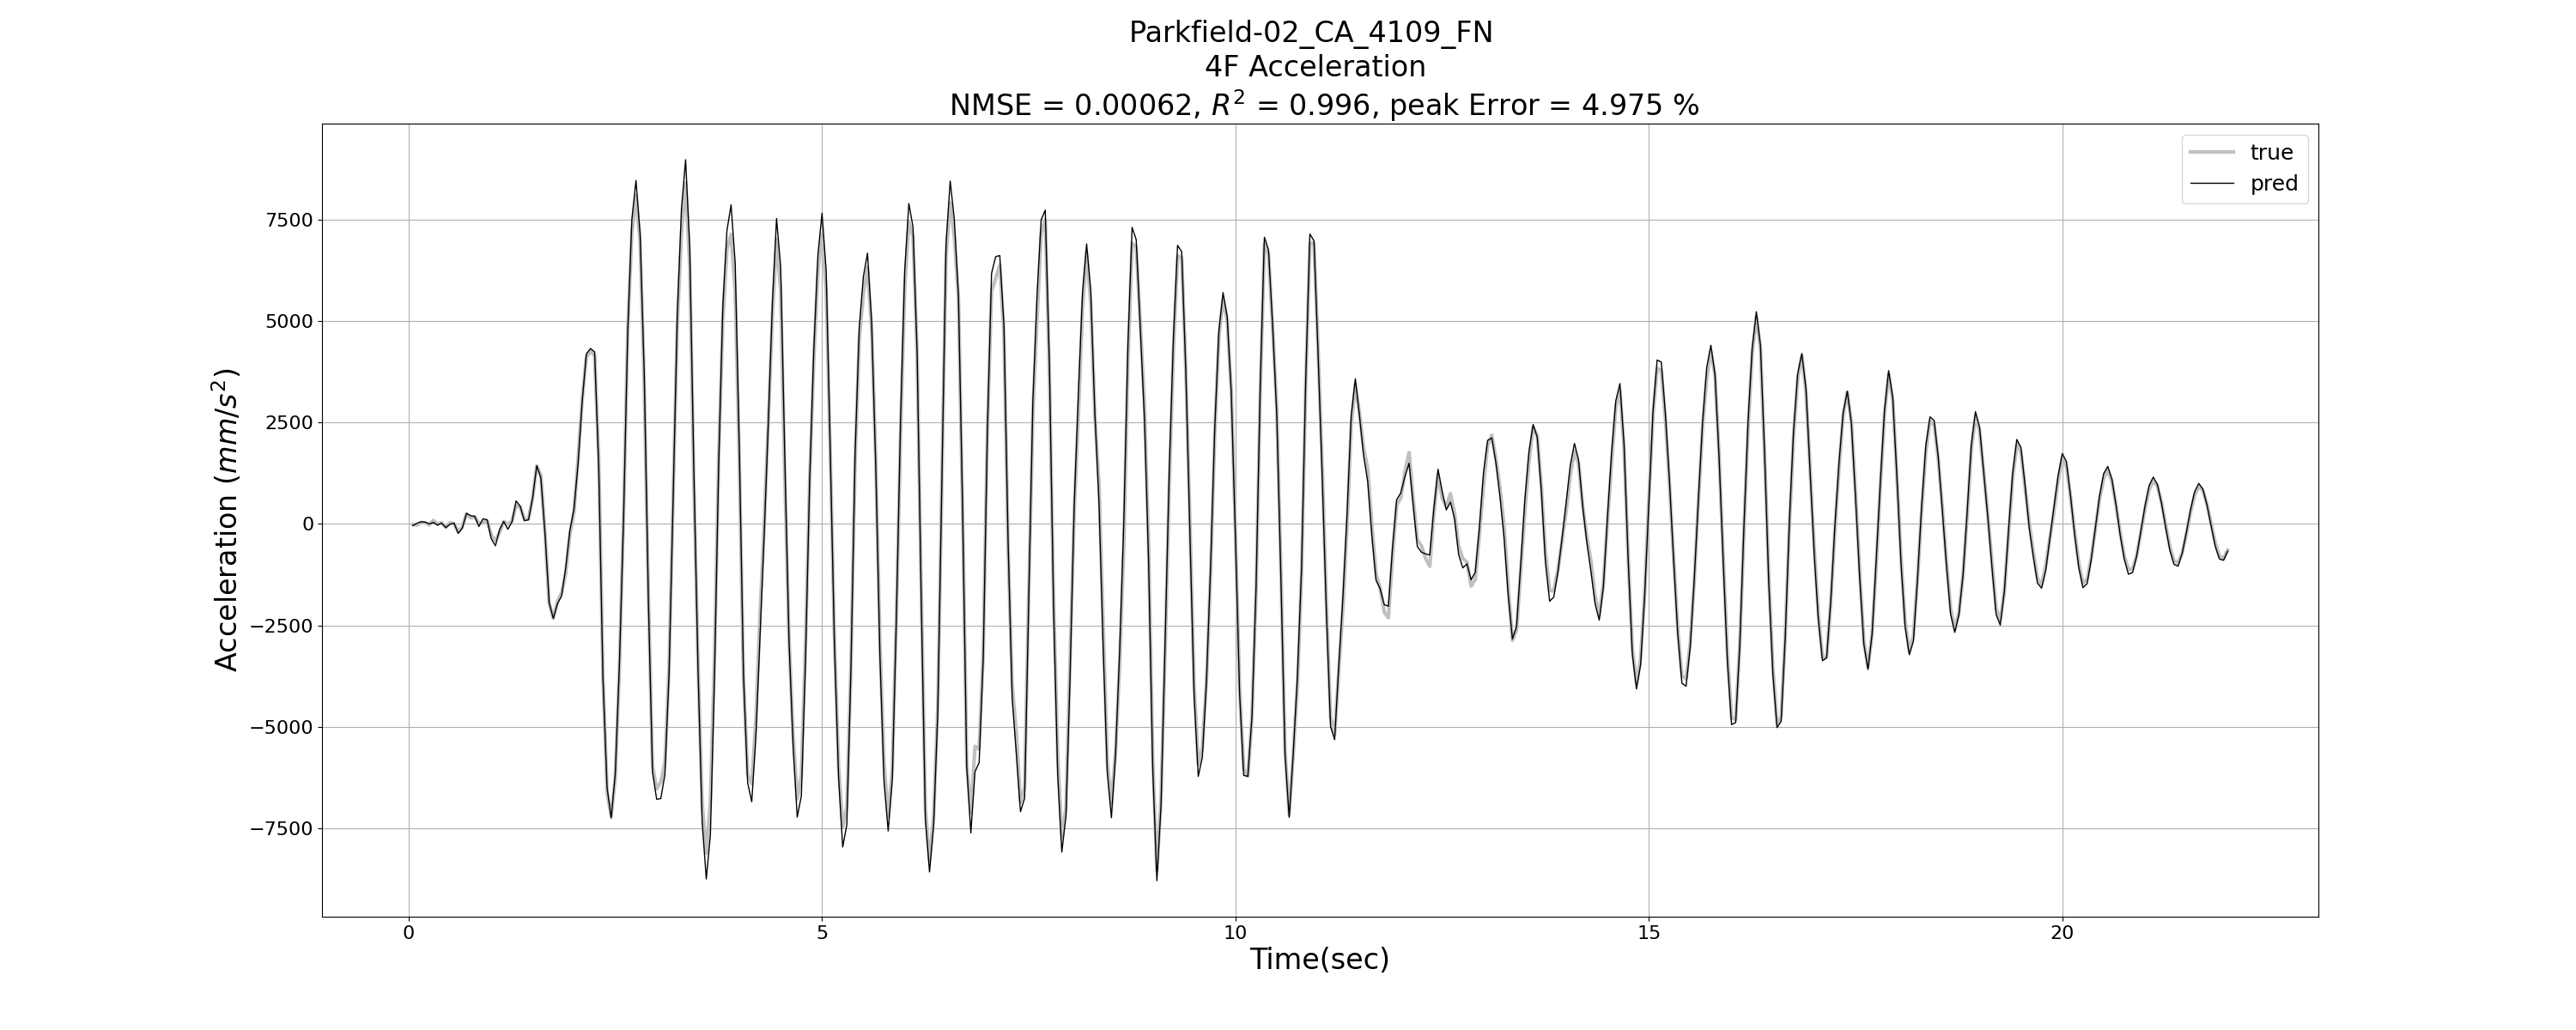 Parkfield-02_CA_4109_FN
4F Acceleration
NMSE = 0.00062, R² = 0.996, peak Error = 4.975 %
true
pred
Acceleration (mm/s²)
7500
5000
2500
0
−2500
−5000
−7500
0 5 10 15 20
Time(sec)